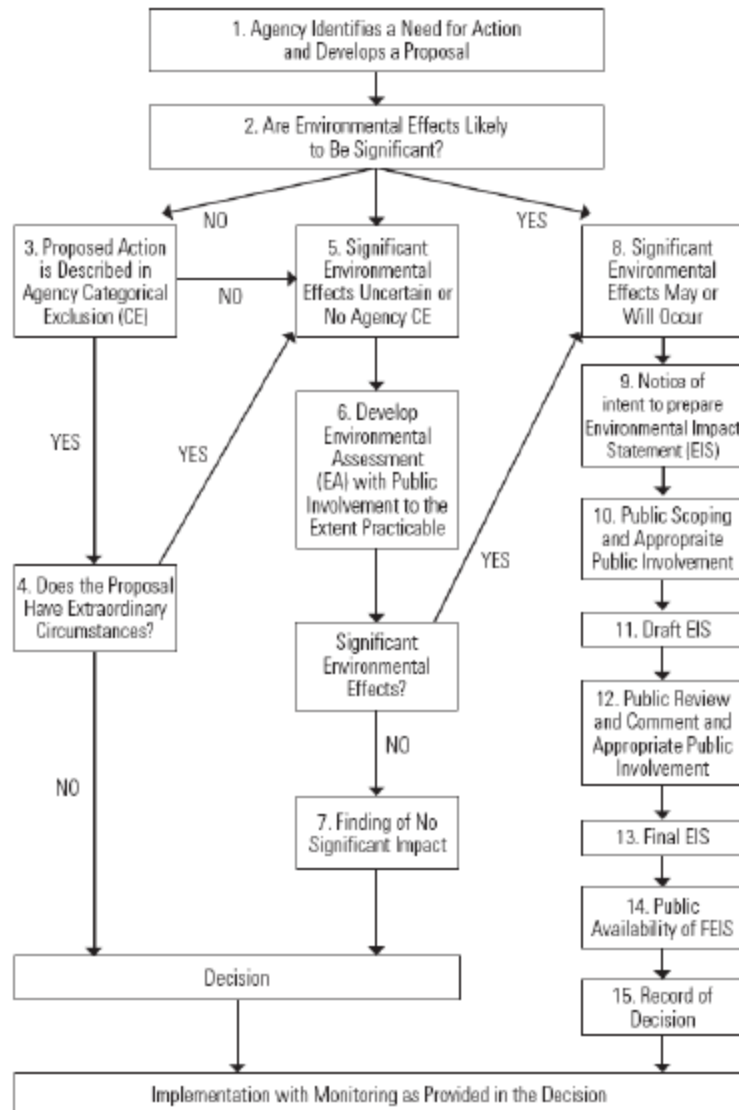 1. Agency Identifies a Need for Action
and Develops a Proposal
2. Are Environmental Effects Likely
to Be Significant?
NO
YES
3. Proposed Action
is Described in
Agency Categorical
Exclusion (CE)
NO
5. Significant
Environmental
Effects Uncertain or
No Agency CE
8. Significant
Environmental
Effects May or
Will Occur
YES
YES
6. Develop
Environmental
Assessment
(EA) with Public
Involvement to the
Extent Practicable
9. Notice of
intent to prepare
Environmental Impact
Statement (EIS)
10. Public Scoping
and Appropraite
Public Involvement
YES
4. Does the Proposal
Have Extraordinary
Circumstances?
Significant
Environmental
Effects?
11. Draft EIS
12. Public Review
and Comment and
Appropriate Public
Involvement
NO
NO
7. Finding of No
Significant Impact
13. Final EIS
14. Public
Availability of FEIS
Decision
15. Record of
Decision
Implementation with Monitoring as Provided in the Decision